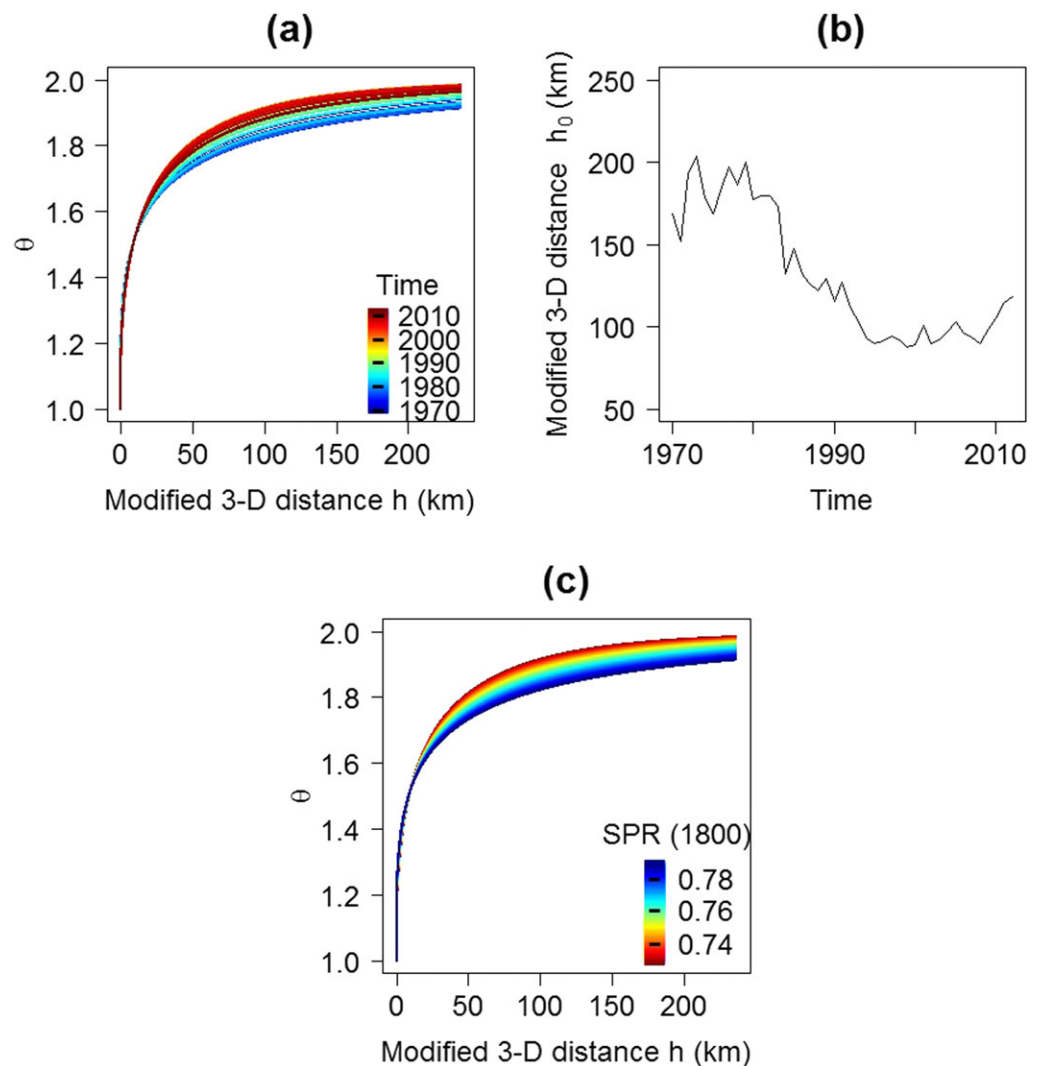 (a)
θ
2.0
1.8
1.6
1.4
1.2
1.0
Time
2010
2000
1990
1980
1970
0 50 100 150 200
Modified 3-D distance h (km)
(b)
Modified 3-D distance h₀ (km)
250
200
150
100
50
1970 1990 2010
Time
(c)
θ
2.0
1.8
1.6
1.4
1.2
1.0
SPR (1800)
0.78
0.76
0.74
0 50 100 150 200
Modified 3-D distance h (km)